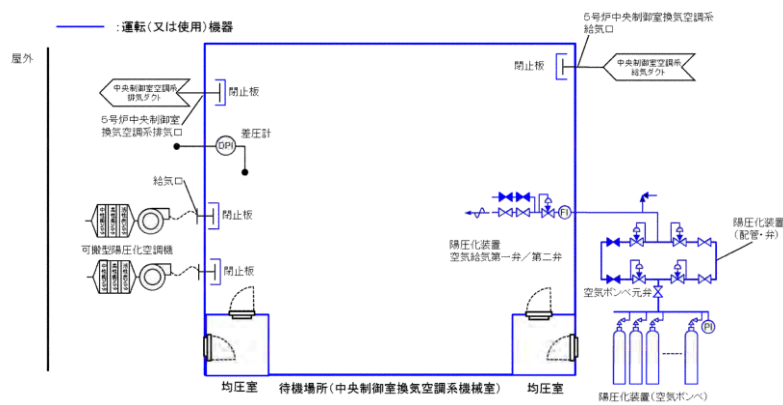 ：運転(又は使用)機器
屋外
5号炉中央制御室換気空調系
給気口
中央制御室空調系
排気ダクト
閉止板
閉止板
中央制御室空調系
給気ダクト
5号炉中央制御室
換気空調系排気口
差圧計
DPI
給気口
閉止板
可搬型陽圧化空調機
閉止板
FI
陽圧化装置
空気給気第一弁／第二弁
陽圧化装置
(配管・弁)
空気ボンベ元弁
PI
均圧室
待機場所(中央制御室換気空調系機械室)
均圧室
陽圧化装置(空気ボンベ)